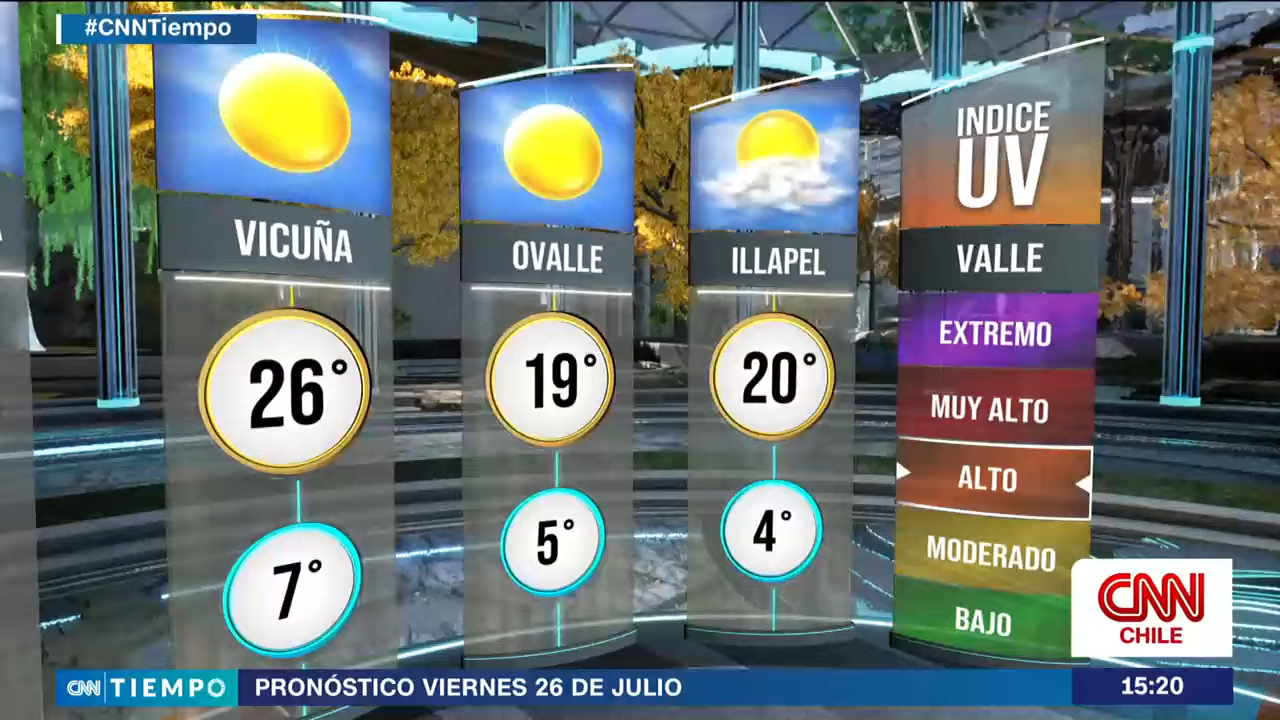 #CNNTiempo
VICUÑA
26°
7°
OVALLE
19°
5°
ILLAPEL
20°
4°
INDICE
UV
VALLE
EXTREMO
MUY ALTO
ALTO
MODERADO
BAJO
CNN
CHILE
CNN TIEMPO
PRONÓSTICO VIERNES 26 DE JULIO
15:20